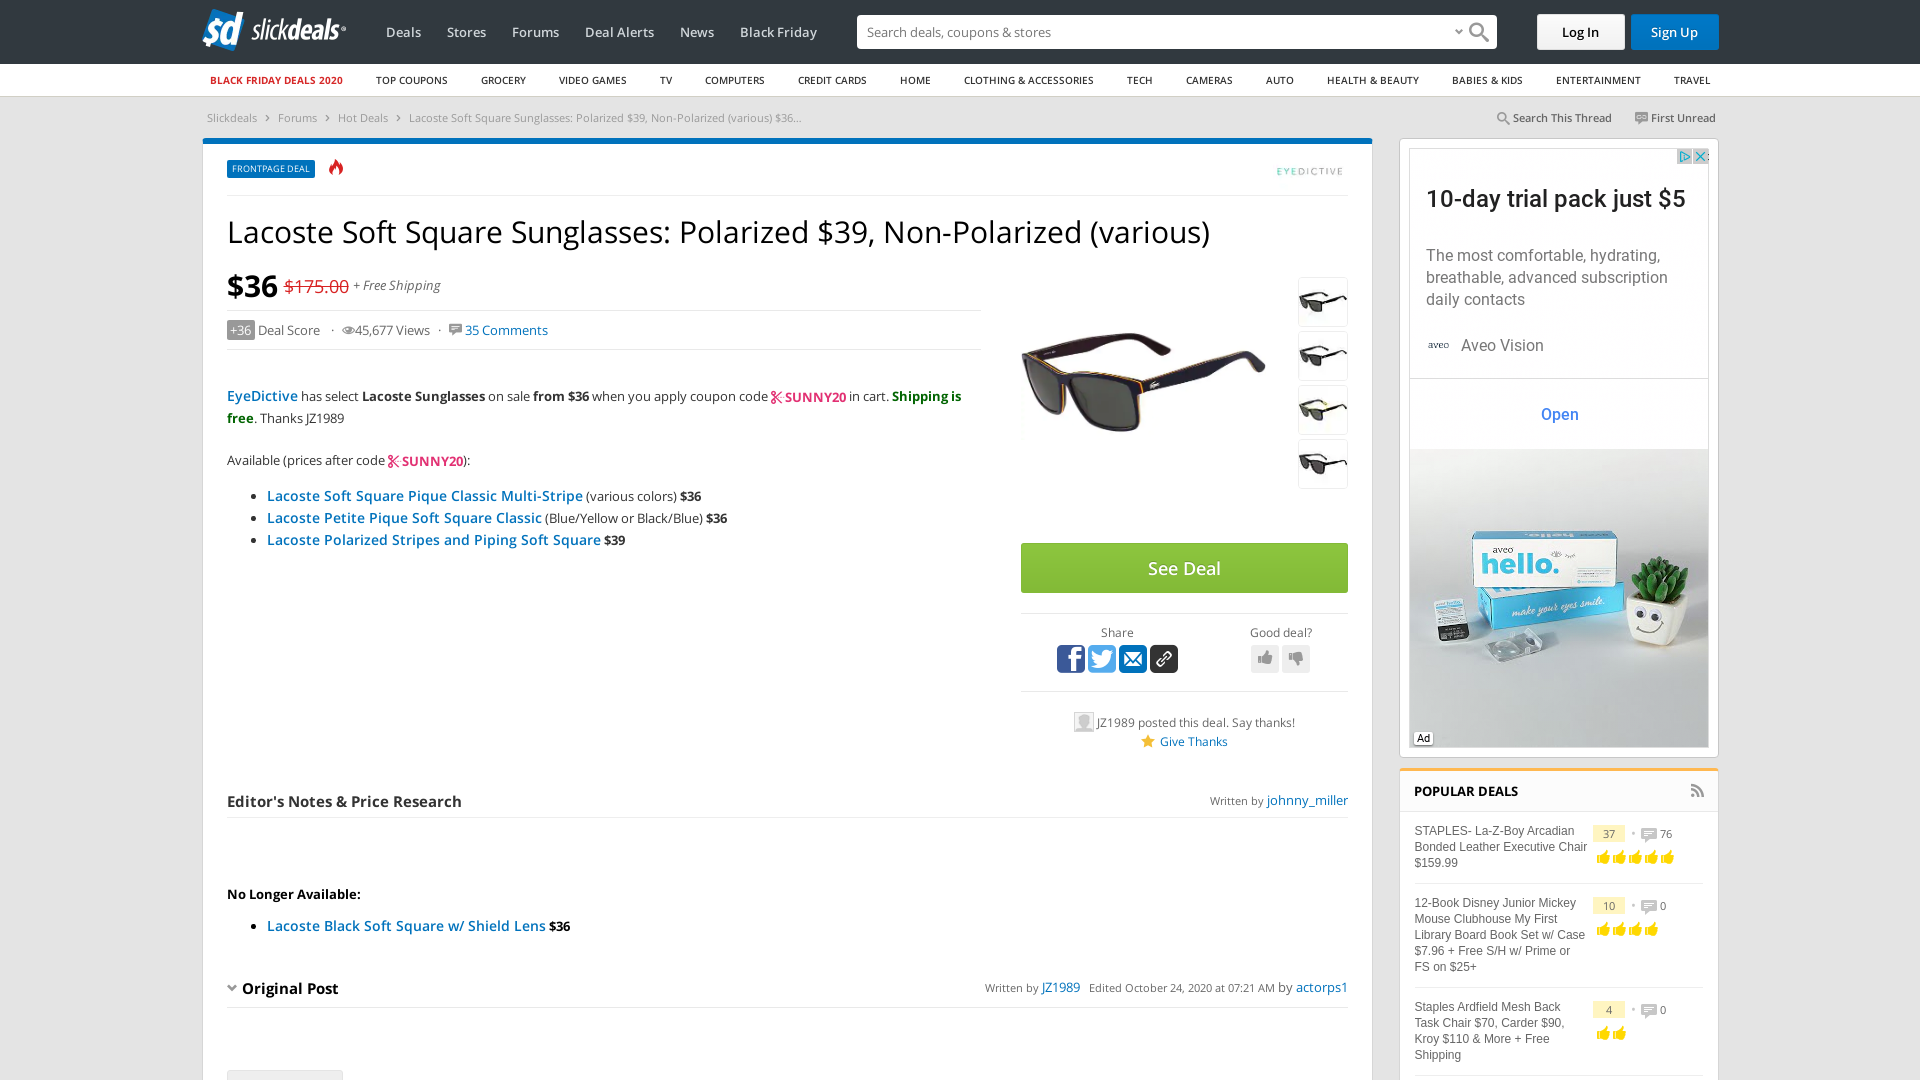 sd slickdeals
Deals Stores Forums Deal Alerts News Black Friday
Search deals, coupons & stores
Log In Sign Up
BLACK FRIDAY DEALS 2020 TOP COUPONS GROCERY VIDEO GAMES TV COMPUTERS CREDIT CARDS HOME CLOTHING & ACCESSORIES TECH CAMERAS AUTO HEALTH & BEAUTY BABIES & KIDS ENTERTAINMENT TRAVEL
Slickdeals › Forums › Hot Deals › Lacoste Soft Square Sunglasses: Polarized $39, Non-Polarized (various) $36...
Search This Thread First Unread
FRONTPAGE DEAL
EYEDICTIVE
Lacoste Soft Square Sunglasses: Polarized $39, Non-Polarized (various)
$36 $175.00 + Free Shipping
+36 Deal Score · 45,677 Views · 35 Comments
EyeDictive has select Lacoste Sunglasses on sale from $36 when you apply coupon code SUNNY20 in cart. Shipping is
free. Thanks JZ1989
Available (prices after code SUNNY20):
• Lacoste Soft Square Pique Classic Multi-Stripe (various colors) $36
• Lacoste Petite Pique Soft Square Classic (Blue/Yellow or Black/Blue) $36
• Lacoste Polarized Stripes and Piping Soft Square $39
See Deal
Share
Good deal?
JZ1989 posted this deal. Say thanks!
Give Thanks
Editor's Notes & Price Research
Written by johnny_miller
No Longer Available:
• Lacoste Black Soft Square w/ Shield Lens $36
Original Post
Written by JZ1989 Edited October 24, 2020 at 07:21 AM by actorps1
10-day trial pack just $5
The most comfortable, hydrating,
breathable, advanced subscription
daily contacts
aveo Aveo Vision
Open
hello.
aveo
hello.
make your eyes smile.
Ad
POPULAR DEALS
STAPLES- La-Z-Boy Arcadian
Bonded Leather Executive Chair
$159.99
37 • 76
12-Book Disney Junior Mickey
Mouse Clubhouse My First
Library Board Book Set w/ Case
$7.96 + Free S/H w/ Prime or
FS on $25+
10 • 0
Staples Ardfield Mesh Back
Task Chair $70, Carder $90,
Kroy $110 & More + Free
Shipping
4 • 0